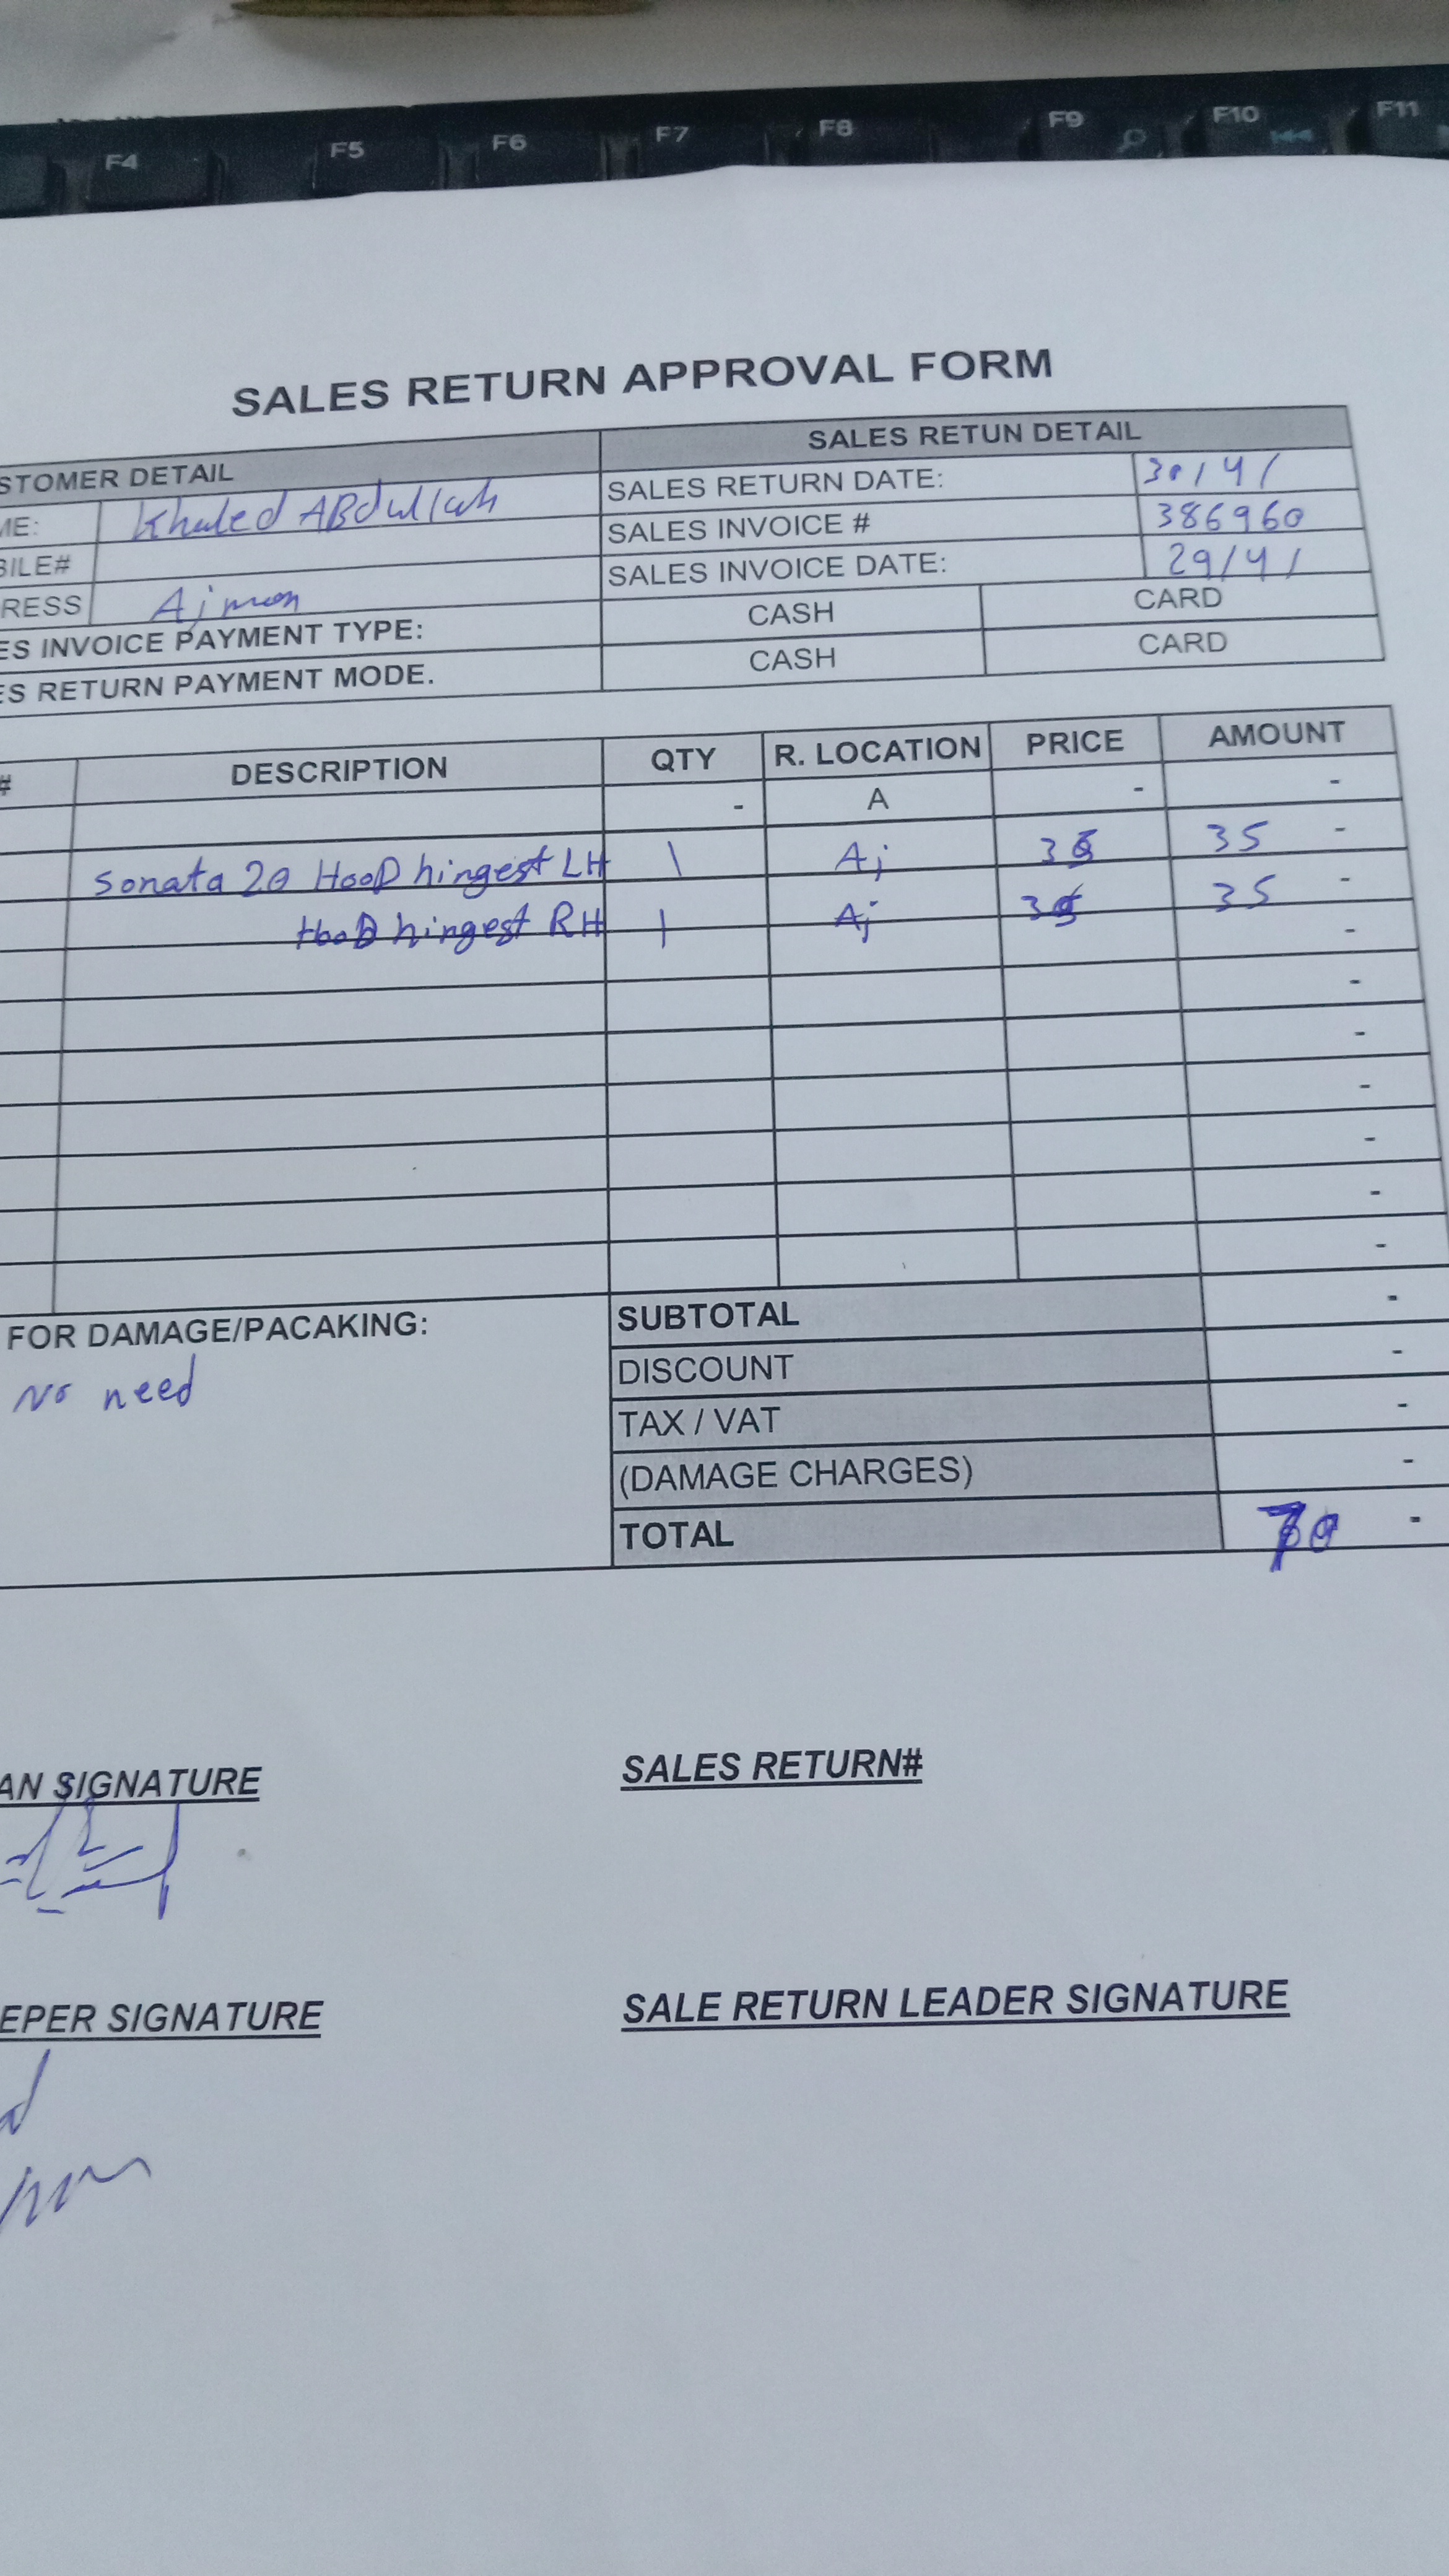 F4 F5 F6 F7 F8 F9 F10 F11
SALES RETURN APPROVAL FORM
STOMER DETAIL SALES RETUN DETAIL
ME: Khaled ABdullah SALES RETURN DATE: 30/4/
BILE# SALES INVOICE # 386960
RESS Ajman SALES INVOICE DATE: 29/4/
ES INVOICE PAYMENT TYPE: CASH CARD
ES RETURN PAYMENT MODE. CASH CARD
# DESCRIPTION QTY R. LOCATION PRICE AMOUNT
- A - -
Sonata 20 HooD hingest LH 1 Aj 35 35 -
HooD hingest RH 1 Aj 35 35 -
-
-
-
-
-
-
-
FOR DAMAGE/PACAKING: SUBTOTAL -
No need DISCOUNT -
TAX / VAT -
(DAMAGE CHARGES) -
TOTAL 70 -
AN SIGNATURE SALES RETURN#
EPER SIGNATURE SALE RETURN LEADER SIGNATURE